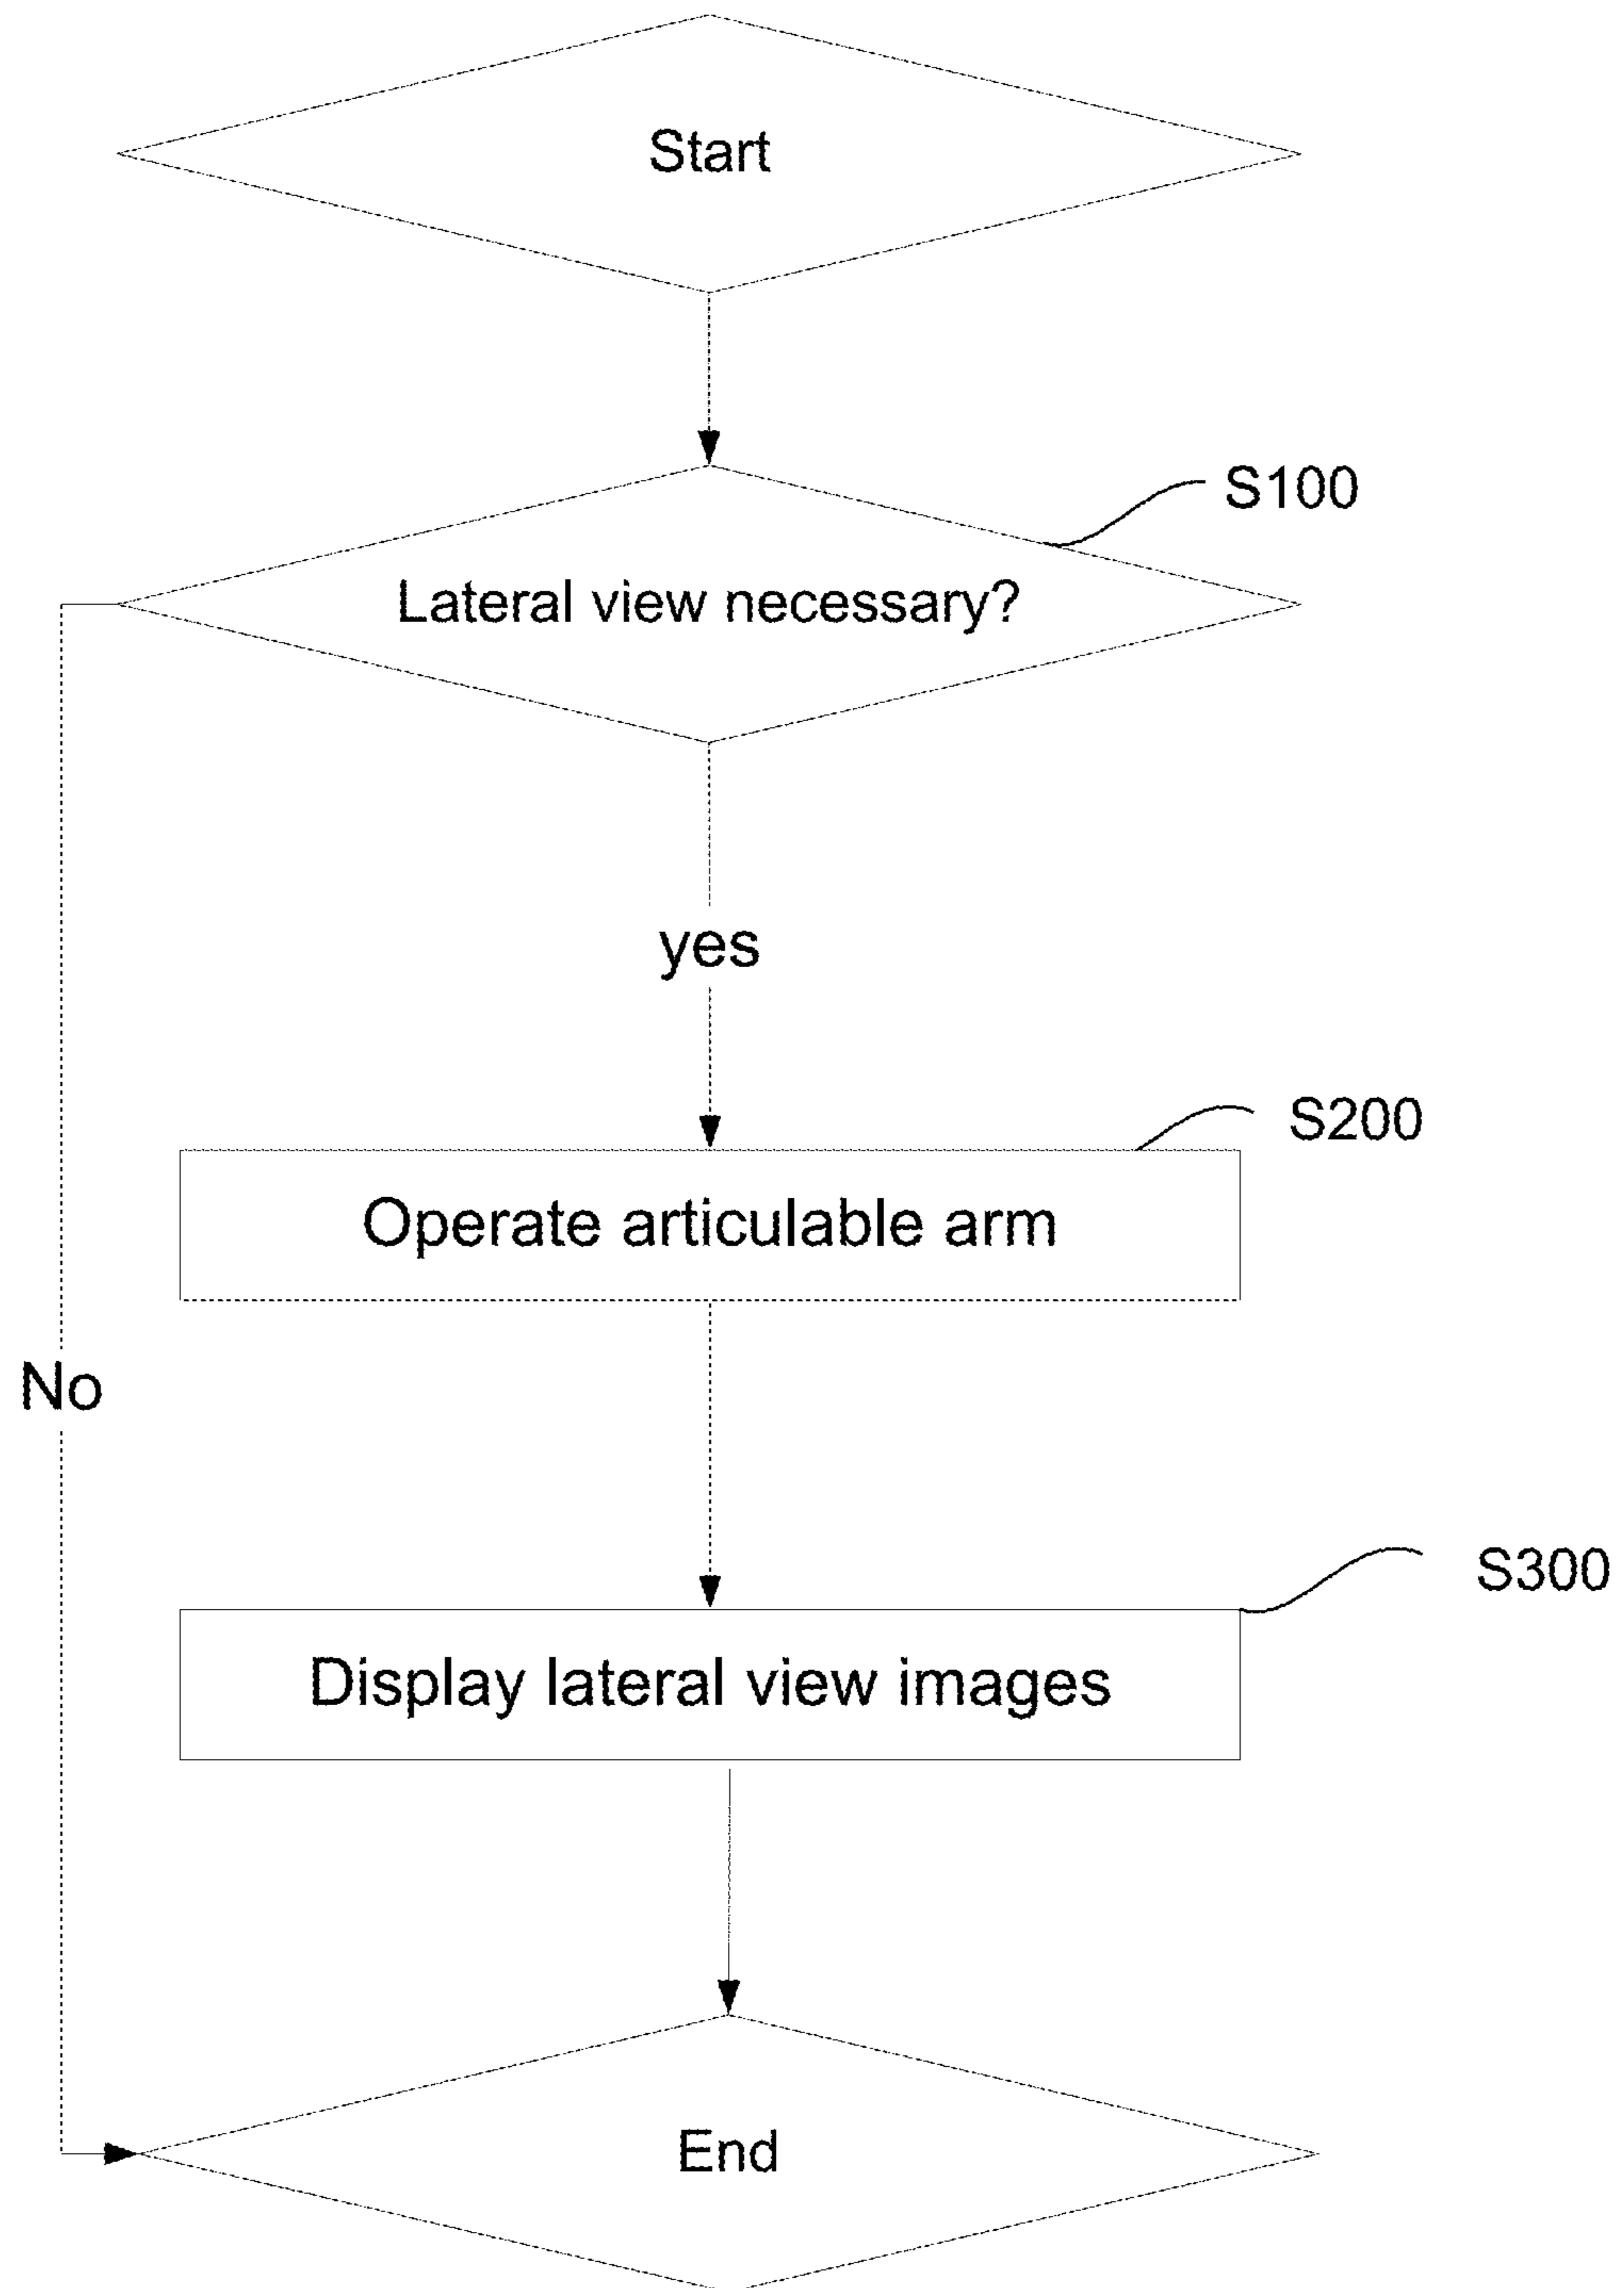 Start
S100
Lateral view necessary?
yes
S200
Operate articulable arm
No
S300
Display lateral view images
End